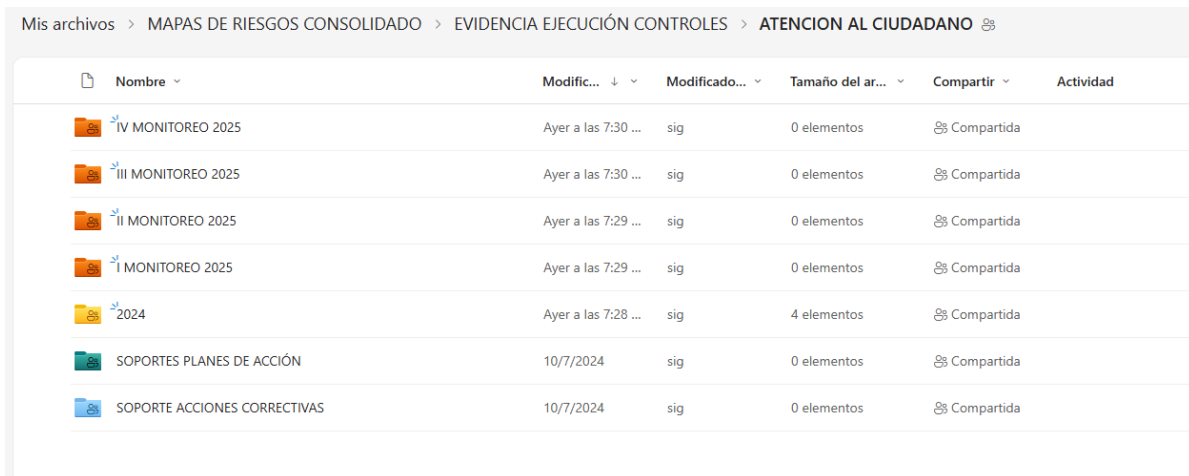 Mis archivos > MAPAS DE RIESGOS CONSOLIDADO > EVIDENCIA EJECUCIÓN CONTROLES > ATENCION AL CIUDADANO
Nombre Modific... ↓ Modificado... Tamaño del ar... Compartir Actividad
IV MONITOREO 2025 Ayer a las 7:30 ... sig 0 elementos Compartida
III MONITOREO 2025 Ayer a las 7:30 ... sig 0 elementos Compartida
II MONITOREO 2025 Ayer a las 7:29 ... sig 0 elementos Compartida
I MONITOREO 2025 Ayer a las 7:29 ... sig 0 elementos Compartida
2024 Ayer a las 7:28 ... sig 4 elementos Compartida
SOPORTES PLANES DE ACCIÓN 10/7/2024 sig 0 elementos Compartida
SOPORTE ACCIONES CORRECTIVAS 10/7/2024 sig 0 elementos Compartida